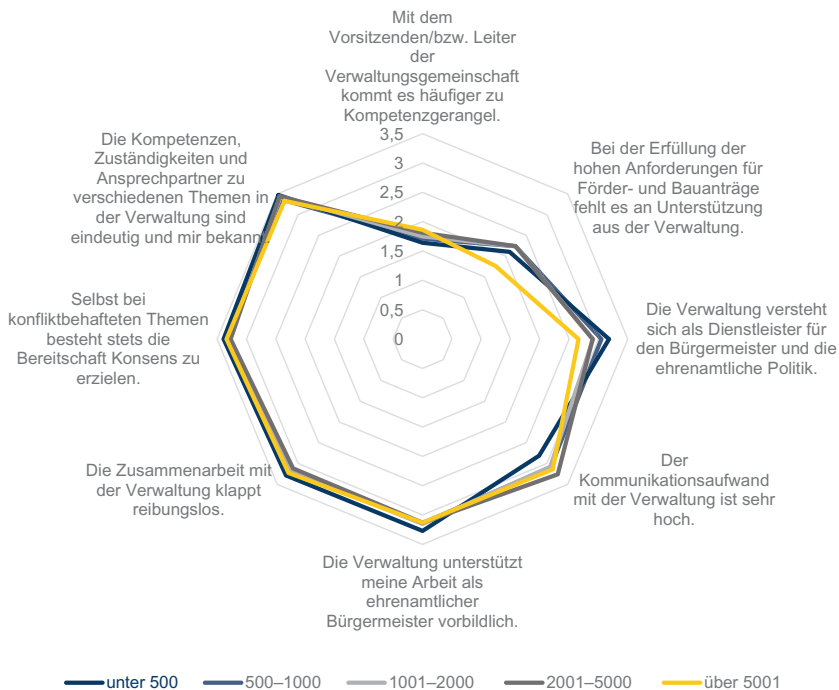 Mit dem
Vorsitzenden/bzw. Leiter
der
Verwaltungsgemeinschaft
kommt es häufiger zu
Kompetenzgerangel.
Bei der Erfüllung der
hohen Anforderungen für
Förder- und Bauanträge
fehlt es an Unterstützung
aus der Verwaltung.
Die Verwaltung versteht
sich als Dienstleister für
den Bürgermeister und die
ehrenamtliche Politik.
Der
Kommunikationsaufwand
mit der Verwaltung ist sehr
hoch.
Die Verwaltung unterstützt
meine Arbeit als
ehrenamtlicher
Bürgermeister vorbildlich.
Die Zusammenarbeit mit
der Verwaltung klappt
reibungslos.
Selbst bei
konfliktbehafteten Themen
besteht stets die
Bereitschaft Konsens zu
erzielen.
Die Kompetenzen,
Zuständigkeiten und
Ansprechpartner zu
verschiedenen Themen in
der Verwaltung sind
eindeutig und mir bekannt.
3,5
3
2,5
2
1,5
1
0,5
0
unter 500
500–1000
1001–2000
2001–5000
über 5001